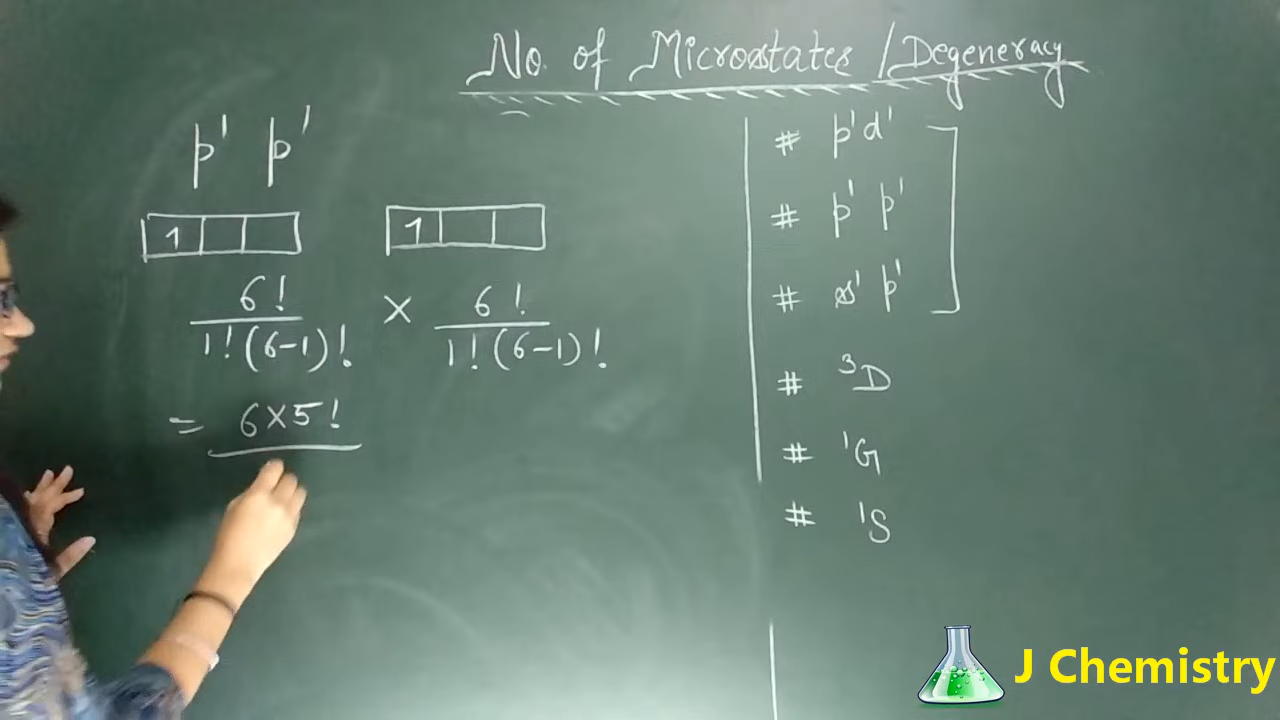 No. of Microstates / Degeneracy
p¹ p¹
1
1
6! / 1!(6-1)! × 6! / 1!(6-1)!
= 6×5!
# p¹d¹
# p¹ p¹
# s¹ p¹
# ³D
# ¹G
# ¹S
J Chemistry